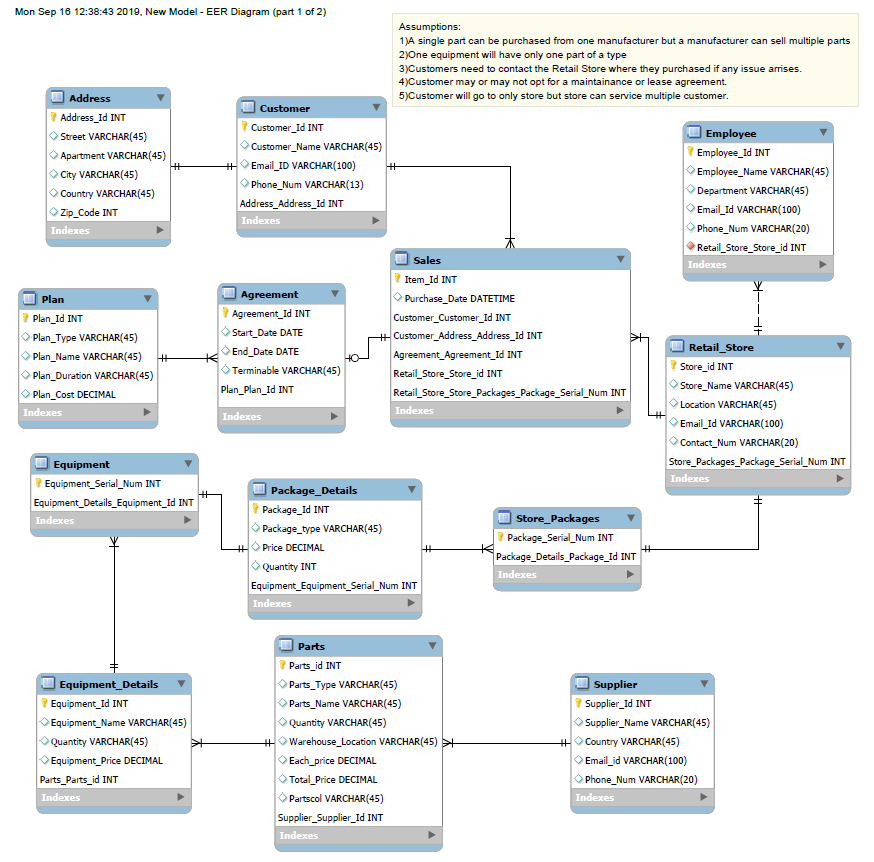 Mon Sep 16 12:38:43 2019, New Model - EER Diagram (part 1 of 2)
Assumptions:
1)A single part can be purchased from one manufacturer but a manufacturer can sell multiple parts
2)One equipment will have only one part of a type
3)Customers need to contact the Retail Store where they purchased if any issue arrises.
4)Customer may or may not opt for a maintainance or lease agreement.
5)Customer will go to only store but store can service multiple customer.
Address
Address_Id INT
Street VARCHAR(45)
Apartment VARCHAR(45)
City VARCHAR(45)
Country VARCHAR(45)
Zip_Code INT
Indexes
Customer
Customer_Id INT
Customer_Name VARCHAR(45)
Email_ID VARCHAR(100)
Phone_Num VARCHAR(13)
Address_Address_Id INT
Indexes
Employee
Employee_Id INT
Employee_Name VARCHAR(45)
Department VARCHAR(45)
Email_Id VARCHAR(100)
Phone_Num VARCHAR(20)
Retail_Store_Store_id INT
Indexes
Plan
Plan_Id INT
Plan_Type VARCHAR(45)
Plan_Name VARCHAR(45)
Plan_Duration VARCHAR(45)
Plan_Cost DECIMAL
Indexes
Agreement
Agreement_Id INT
Start_Date DATE
End_Date DATE
Terminable VARCHAR(45)
Plan_Plan_Id INT
Indexes
Sales
Item_Id INT
Purchase_Date DATETIME
Customer_Customer_Id INT
Customer_Address_Address_Id INT
Agreement_Agreement_Id INT
Retail_Store_Store_id INT
Retail_Store_Store_Packages_Package_Serial_Num INT
Indexes
Retail_Store
Store_id INT
Store_Name VARCHAR(45)
Location VARCHAR(45)
Email_Id VARCHAR(100)
Contact_Num VARCHAR(20)
Store_Packages_Package_Serial_Num INT
Indexes
Equipment
Equipment_Serial_Num INT
Equipment_Details_Equipment_Id INT
Indexes
Package_Details
Package_Id INT
Package_type VARCHAR(45)
Price DECIMAL
Quantity INT
Equipment_Equipment_Serial_Num INT
Indexes
Store_Packages
Package_Serial_Num INT
Package_Details_Package_Id INT
Indexes
Equipment_Details
Equipment_Id INT
Equipment_Name VARCHAR(45)
Quantity VARCHAR(45)
Equipment_Price DECIMAL
Parts_Parts_id INT
Indexes
Parts
Parts_id INT
Parts_Type VARCHAR(45)
Parts_Name VARCHAR(45)
Quantity VARCHAR(45)
Warehouse_Location VARCHAR(45)
Each_price DECIMAL
Total_Price DECIMAL
Partscol VARCHAR(45)
Supplier_Supplier_Id INT
Indexes
Supplier
Supplier_Id INT
Supplier_Name VARCHAR(45)
Country VARCHAR(45)
Email_id VARCHAR(100)
Phone_Num VARCHAR(20)
Indexes